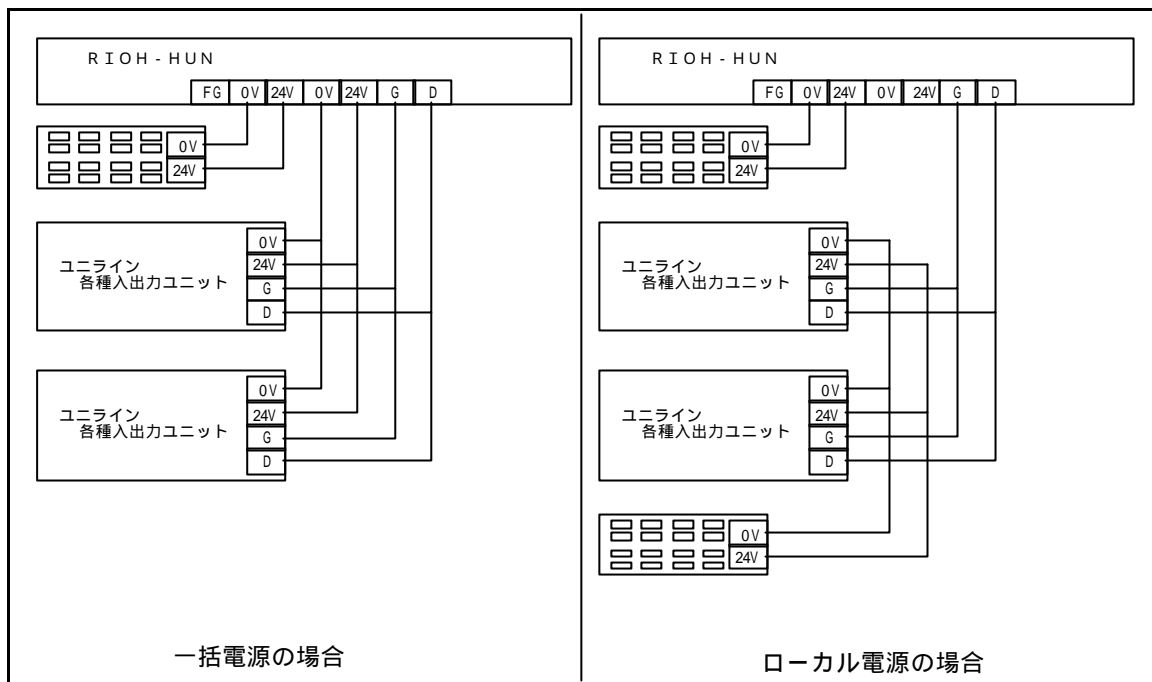 ＲＩＯＨ-ＨＵＮ
FG 0V 24V 0V 24V G D
0V
24V
ユニライン
各種入出力ユニット
0V
24V
G
D
ユニライン
各種入出力ユニット
0V
24V
G
D
一括電源の場合
ＲＩＯＨ-ＨＵＮ
FG 0V 24V 0V 24V G D
0V
24V
ユニライン
各種入出力ユニット
0V
24V
G
D
ユニライン
各種入出力ユニット
0V
24V
G
D
0V
24V
ローカル電源の場合